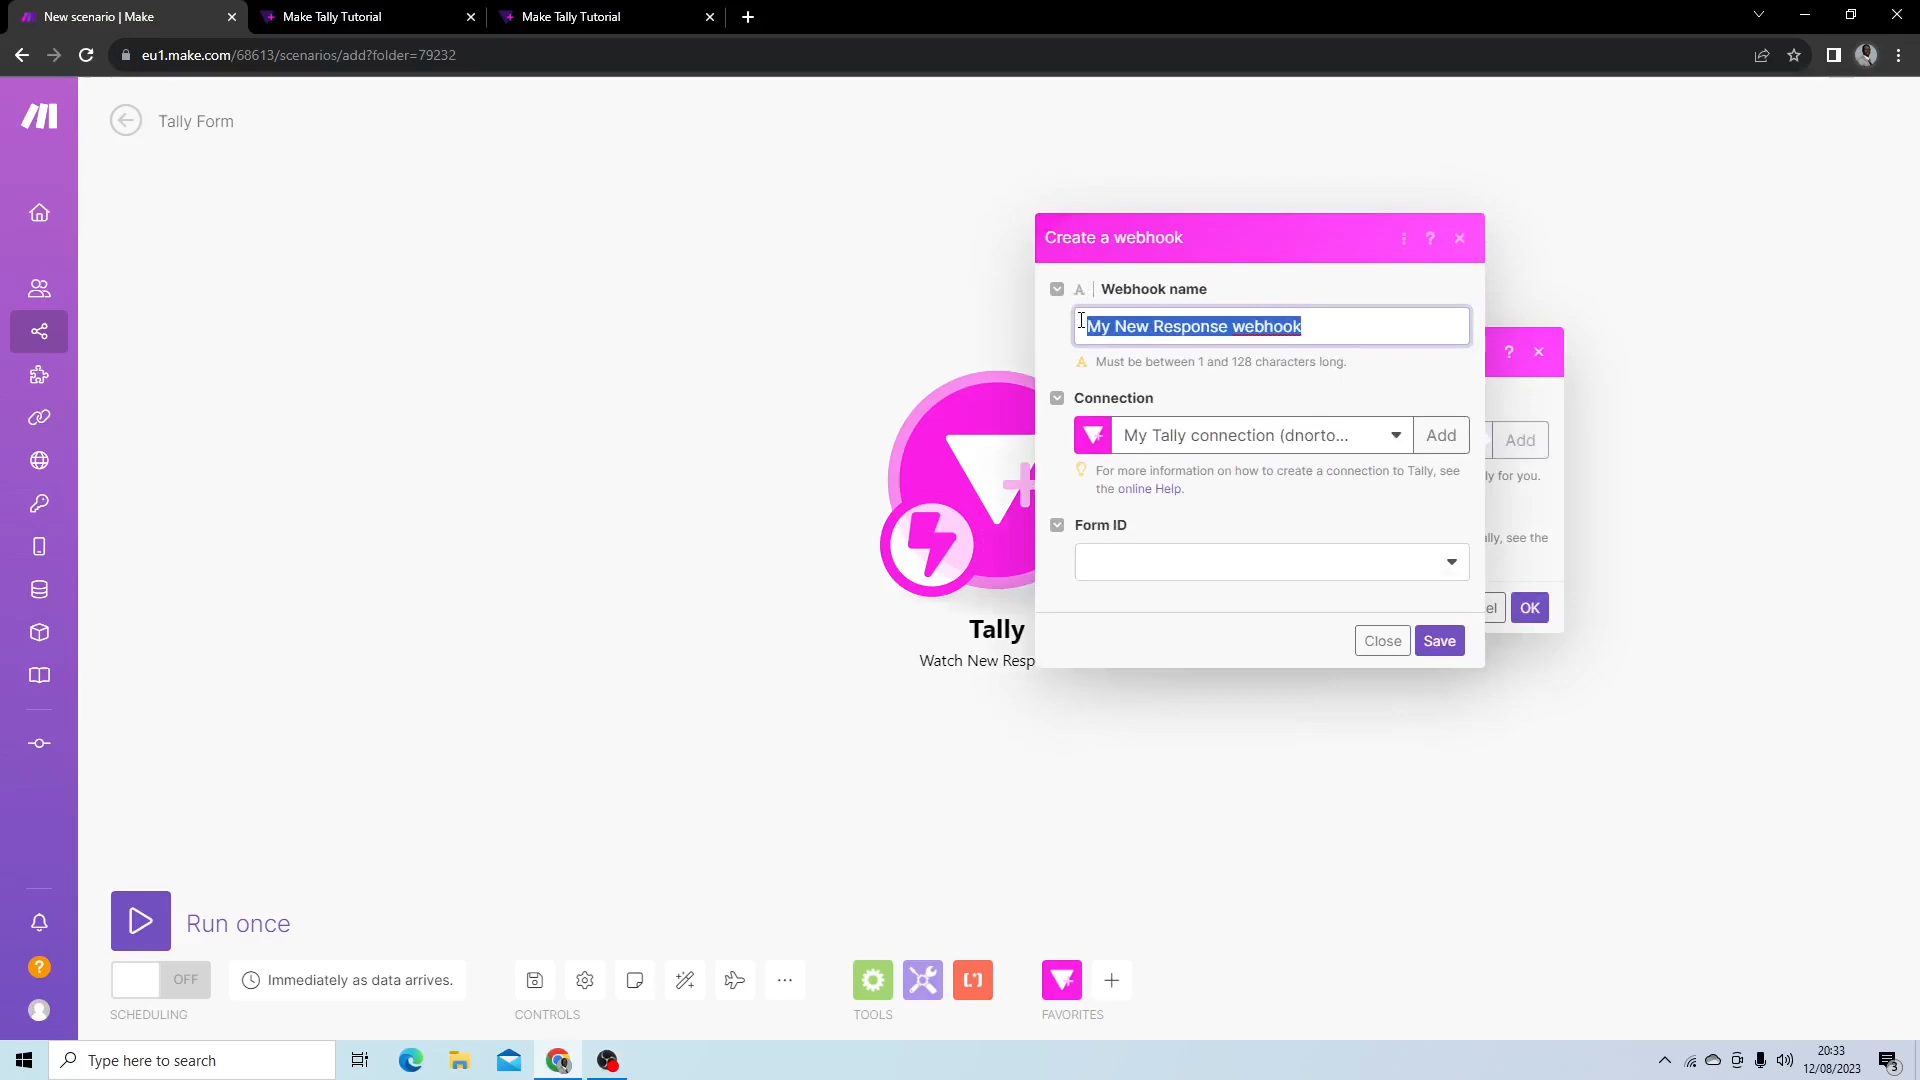 New scenario | Make
Make Tally Tutorial
Make Tally Tutorial
eu1.make.com/68613/scenarios/add?folder=79232
Tally Form
Create a webhook
Webhook name
My New Response webhook
Must be between 1 and 128 characters long.
Connection
My Tally connection (dnorto...
Add
Add
For more information on how to create a connection to Tally, see
the online Help.
ly for you.
Form ID
ally, see the
Tally
Watch New Resp
Close
Save
el
OK
Run once
OFF
Immediately as data arrives.
SCHEDULING
CONTROLS
TOOLS
FAVORITES
Type here to search
20:33
12/08/2023
3